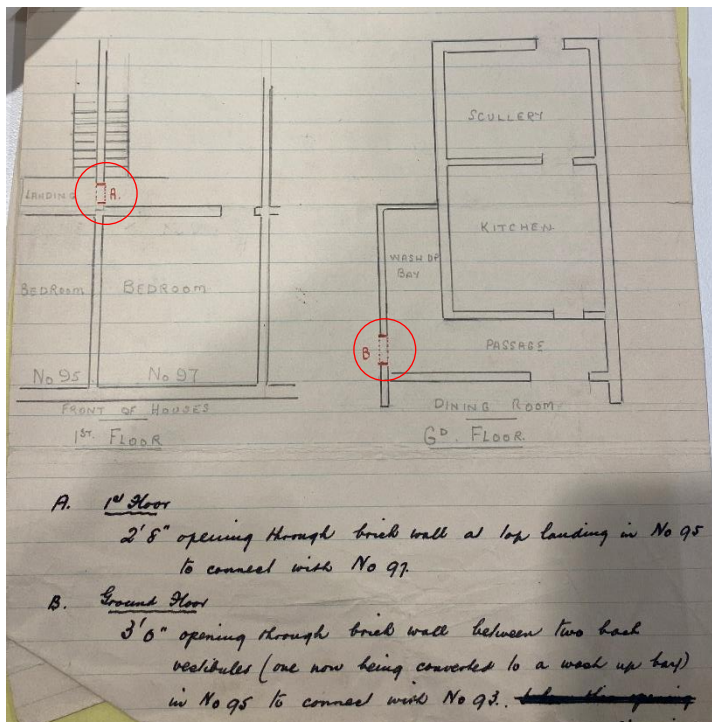 SCULLERY
LANDING
A.
KITCHEN
WASH UP
BAY
BEDROOM
BEDROOM
B
PASSAGE
No 95
No 97
FRONT OF HOUSES
1ST. FLOOR
DINING ROOM
GD. FLOOR.
A. 1st Floor
2'8" opening through brick wall at top landing in No 95
to connect with No 97.
B. Ground Floor
3'0" opening through brick wall between two back
vestibules (one now being converted to a wash up bay)
in No 95 to connect with No 93.